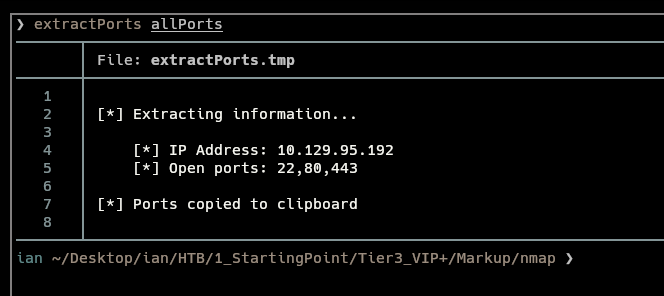 ❯ extractPorts allPorts
File: extractPorts.tmp
1
2 [*] Extracting information...
3
4 [*] IP Address: 10.129.95.192
5 [*] Open ports: 22,80,443
6
7 [*] Ports copied to clipboard
8
ian ~/Desktop/ian/HTB/1_StartingPoint/Tier3_VIP+/Markup/nmap ❯